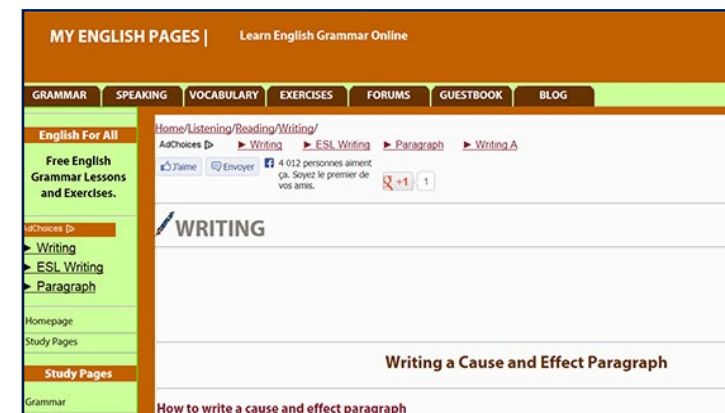 MY ENGLISH PAGES | Learn English Grammar Online
GRAMMAR SPEAKING VOCABULARY EXERCISES FORUMS GUESTBOOK BLOG
English For All
Free English
Grammar Lessons
and Exercises.
AdChoices
► Writing
► ESL Writing
► Paragraph
Homepage
Study Pages
Study Pages
Grammar
Home/Listening/Reading/Writing/
AdChoices ► Writing ► ESL Writing ► Paragraph ► Writing A
J'aime Envoyer 4 012 personnes aiment
ça. Soyez le premier de
vos amis.
+1 1
WRITING
Writing a Cause and Effect Paragraph
How to write a cause and effect paragraph